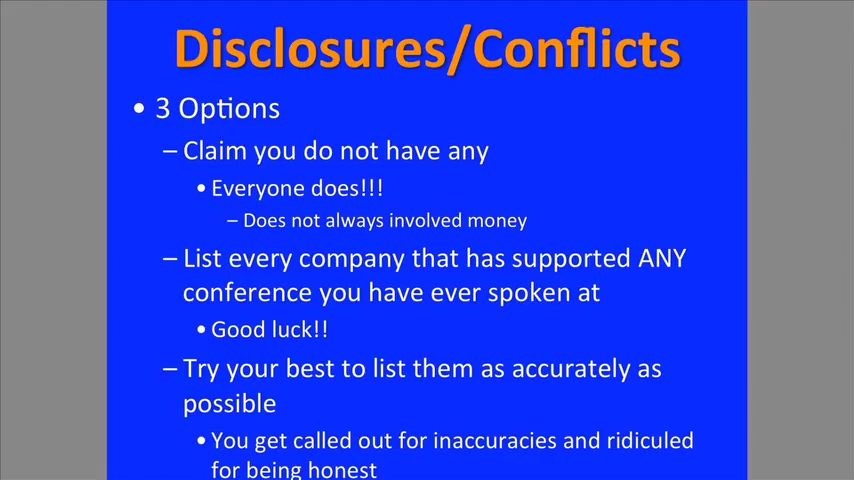 Disclosures/Conflicts
• 3 Options
– Claim you do not have any
• Everyone does!!!
– Does not always involved money
– List every company that has supported ANY
conference you have ever spoken at
• Good luck!!
– Try your best to list them as accurately as
possible
• You get called out for inaccuracies and ridiculed
for being honest